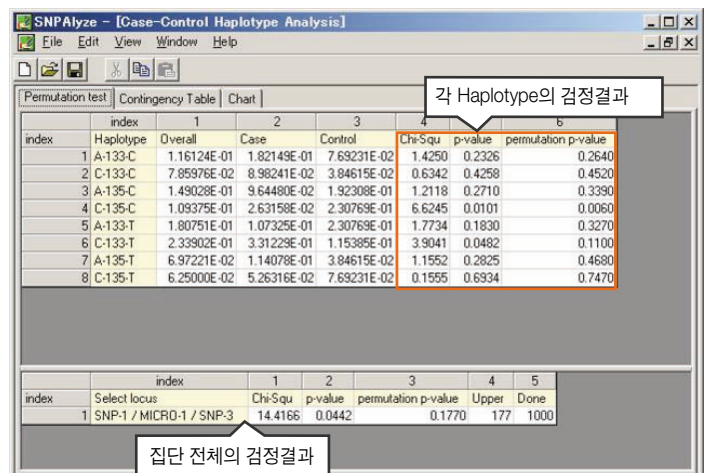 SNPAlyze - [Case-Control Haplotype Analysis]
File Edit View Window Help
Permutation test Contingency Table Chart
각 Haplotype의 검정결과
index 1 2 3 4 6
index Haplotype Overall Case Control Chi-Squ p-value permutation p-value
1 A-133-C 1.16124E-01 1.82149E-01 7.69231E-02 1.4250 0.2326 0.2640
2 C-133-C 7.85976E-02 8.98241E-02 3.84615E-02 0.6342 0.4258 0.4520
3 A-135-C 1.49028E-01 9.64480E-02 1.92308E-01 1.2118 0.2710 0.3390
4 C-135-C 1.09375E-01 2.63158E-02 2.30769E-01 6.6245 0.0101 0.0060
5 A-133-T 1.80751E-01 1.07325E-01 2.30769E-01 1.7734 0.1830 0.3270
6 C-133-T 2.33902E-01 3.31229E-01 1.15385E-01 3.9041 0.0482 0.1100
7 A-135-T 6.97221E-02 1.14078E-01 3.84615E-02 1.1552 0.2825 0.4680
8 C-135-T 6.25000E-02 5.26316E-02 7.69231E-02 0.1555 0.6934 0.7470
index 1 2 3 4 5
index Select locus Chi-Squ p-value permutation p-value Upper Done
1 SNP-1 / MICRO-1 / SNP-3 14.4166 0.0442 0.1770 177 1000
집단 전체의 검정결과